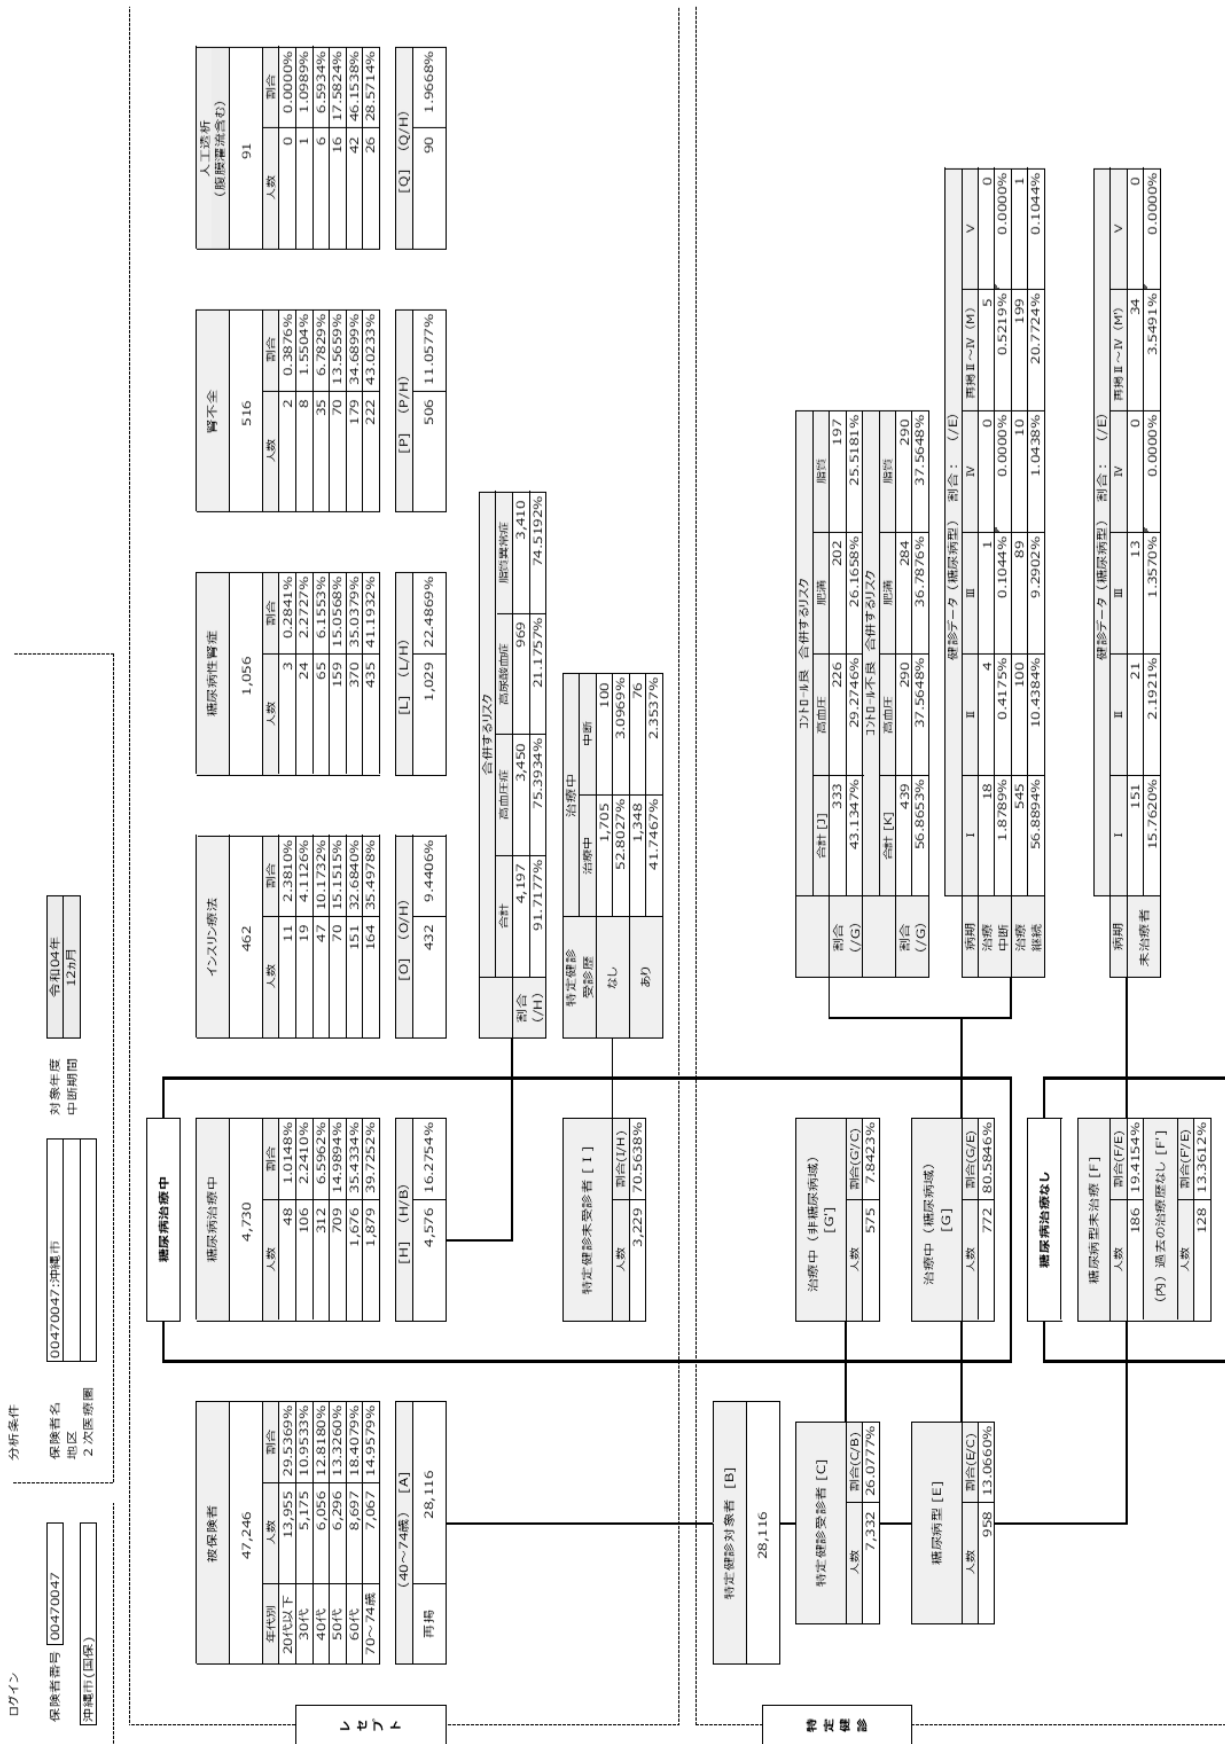 ログイン
分析条件
保険者番号 00470047
沖縄市(国保)
保険者名 00470047:沖縄市
地区
2次医療圏
対象年度 令和04年
中断期間 12ヵ月
レセプト
被保険者
47,246
年代別 人数 割合
20代以下 13,955 29.5369%
30代 5,175 10.9533%
40代 6,056 12.8180%
50代 6,296 13.3260%
60代 8,697 18.4079%
70～74歳 7,067 14.9579%
再掲 (40～74歳) [A]
28,116
糖尿病治療中
糖尿病治療中
4,730
人数 割合
48 1.0148%
106 2.2410%
312 6.5962%
709 14.9894%
1,676 35.4334%
1,879 39.7252%
[H] (H/B)
4,576 16.2754%
インスリン療法
462
人数 割合
11 2.3810%
19 4.1126%
47 10.1732%
70 15.1515%
151 32.6840%
164 35.4978%
[O] (O/H)
432 9.4406%
糖尿病性腎症
1,056
人数 割合
3 0.2841%
24 2.2727%
65 6.1553%
159 15.0568%
370 35.0379%
435 41.1932%
[L] (L/H)
1,029 22.4869%
腎不全
516
人数 割合
2 0.3876%
8 1.5504%
35 6.7829%
70 13.5659%
179 34.6899%
222 43.0233%
[P] (P/H)
506 11.0577%
人工透析
(腹膜灌流含む)
91
人数 割合
0 0.0000%
1 1.0989%
6 6.5934%
16 17.5824%
42 46.1538%
26 28.5714%
[Q] (Q/H)
90 1.9668%
合併するリスク
合計 高血圧症 高尿酸血症 脂質異常症
割合 4,197 3,450 969 3,410
(/H) 91.7177% 75.3934% 21.1757% 74.5192%
特定健診未受診者 [I]
人数 割合(I/H)
3,229 70.5638%
特定健診 治療中
受診歴 治療中 中断
なし 1,705 100
52.8027% 3.0969%
あり 1,348 76
41.7467% 2.3537%
特定健診
特定健診対象者 [B]
28,116
特定健診受診者 [C]
人数 割合(C/B)
7,332 26.0777%
糖尿病型 [E]
人数 割合(E/C)
958 13.0660%
治療中 (非糖尿病域)
[G']
人数 割合(G'/C)
575 7.8423%
治療中 (糖尿病域)
[G]
人数 割合(G/E)
772 80.5846%
コントロール良 合併するリスク
合計 [J] 高血圧 肥満 脂質
割合 333 226 202 197
(/G) 43.1347% 29.2746% 26.1658% 25.5181%
コントロール不良 合併するリスク
合計 [K] 高血圧 肥満 脂質
割合 439 290 284 290
(/G) 56.8653% 37.5648% 36.7876% 37.5648%
健診データ (糖尿病型) 割合： (/E)
病期 I II III IV 再掲 II～IV (M) V
治療 18 4 1 0 5 0
中断 1.8789% 0.4175% 0.1044% 0.0000% 0.5219% 0.0000%
治療 545 100 89 10 199 1
継続 56.8894% 10.4384% 9.2902% 1.0438% 20.7724% 0.1044%
糖尿病治療なし
糖尿病型未治療 [F]
人数 割合(F/E)
186 19.4154%
(内) 過去の治療歴なし [F']
人数 割合(F'/E)
128 13.3612%
健診データ (糖尿病型) 割合： (/E)
病期 I II III IV 再掲 II～IV (M') V
未治療者 151 21 13 0 34 0
15.7620% 2.1921% 1.3570% 0.0000% 3.5491% 0.0000%